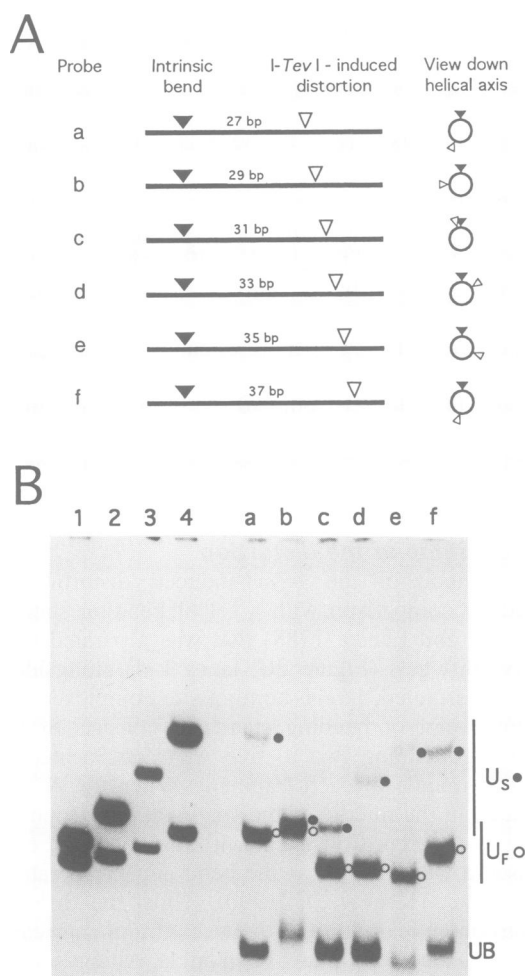 A
Probe Intrinsic bend I-Tev I - induced distortion View down helical axis
a 27 bp
b 29 bp
c 31 bp
d 33 bp
e 35 bp
f 37 bp
B
1 2 3 4 a b c d e f
US
UF
UB